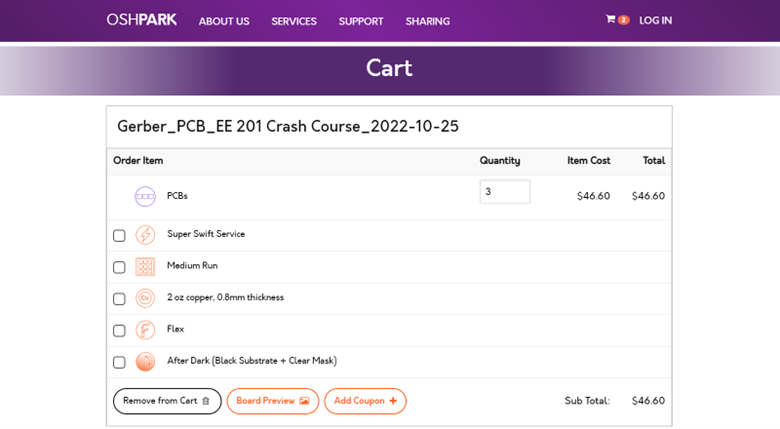 OSHPARK ABOUT US SERVICES SUPPORT SHARING 2 LOG IN
Cart
Gerber_PCB_EE 201 Crash Course_2022-10-25
Order Item Quantity Item Cost Total
PCBs 3 $46.60 $46.60
Super Swift Service
Medium Run
Cu 2 oz copper, 0.8mm thickness
Flex
After Dark (Black Substrate + Clear Mask)
Remove from Cart Board Preview Add Coupon + Sub Total: $46.60